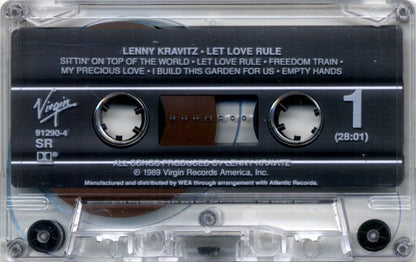 LENNY KRAVITZ • LET LOVE RULE
SITTIN' ON TOP OF THE WORLD • LET LOVE RULE • FREEDOM TRAIN •
MY PRECIOUS LOVE • I BUILD THIS GARDEN FOR US • EMPTY HANDS
Virgin
91290-4
SR
1
(28:01)
ALL SONGS PRODUCED BY LENNY KRAVITZ
℗ 1989 Virgin Records America, Inc.
Manufactured and distributed by WEA through arrangement with Atlantic Records.